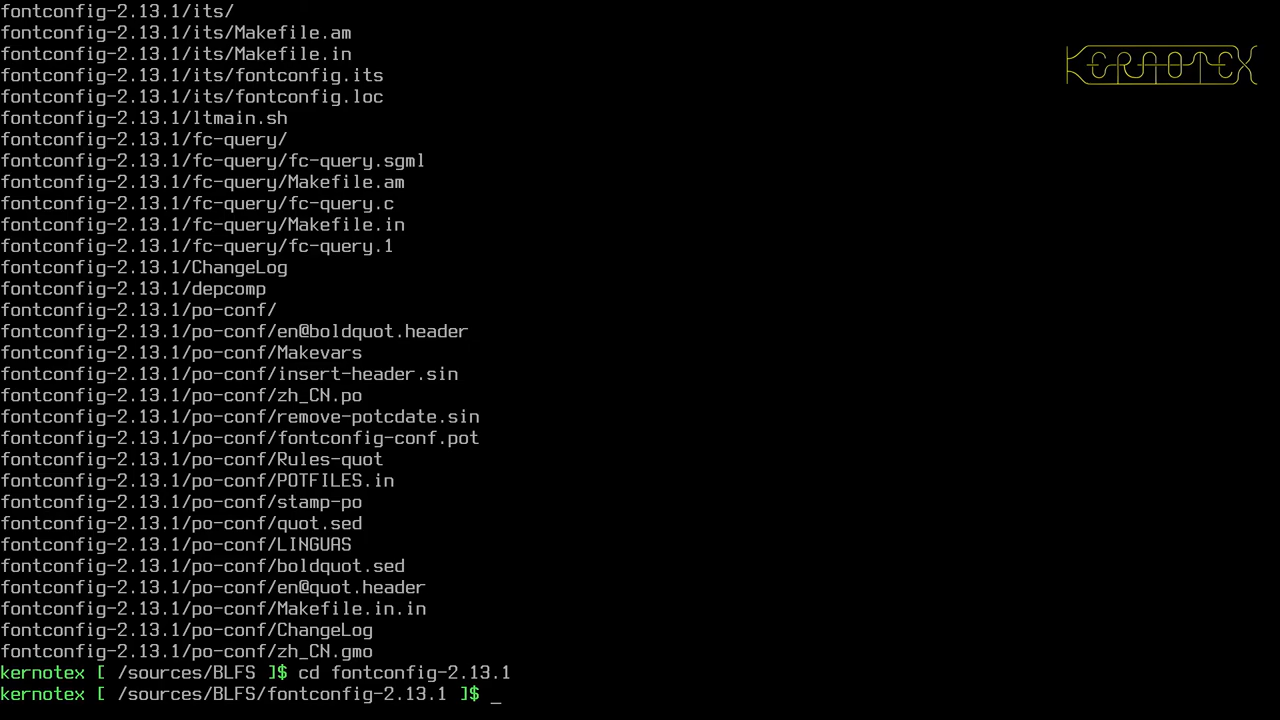 fontconfig-2.13.1/its/
KERNOTEX
fontconfig-2.13.1/its/Makefile.am
fontconfig-2.13.1/its/Makefile.in
fontconfig-2.13.1/its/fontconfig.its
fontconfig-2.13.1/its/fontconfig.loc
fontconfig-2.13.1/ltmain.sh
fontconfig-2.13.1/fc-query/
fontconfig-2.13.1/fc-query/fc-query.sgml
fontconfig-2.13.1/fc-query/Makefile.am
fontconfig-2.13.1/fc-query/fc-query.c
fontconfig-2.13.1/fc-query/Makefile.in
fontconfig-2.13.1/fc-query/fc-query.1
fontconfig-2.13.1/ChangeLog
fontconfig-2.13.1/depcomp
fontconfig-2.13.1/po-conf/
fontconfig-2.13.1/po-conf/en@boldquot.header
fontconfig-2.13.1/po-conf/Makevars
fontconfig-2.13.1/po-conf/insert-header.sin
fontconfig-2.13.1/po-conf/zh_CN.po
fontconfig-2.13.1/po-conf/remove-potcdate.sin
fontconfig-2.13.1/po-conf/fontconfig-conf.pot
fontconfig-2.13.1/po-conf/Rules-quot
fontconfig-2.13.1/po-conf/POTFILES.in
fontconfig-2.13.1/po-conf/stamp-po
fontconfig-2.13.1/po-conf/quot.sed
fontconfig-2.13.1/po-conf/LINGUAS
fontconfig-2.13.1/po-conf/boldquot.sed
fontconfig-2.13.1/po-conf/en@quot.header
fontconfig-2.13.1/po-conf/Makefile.in.in
fontconfig-2.13.1/po-conf/ChangeLog
fontconfig-2.13.1/po-conf/zh_CN.gmo
kernotex [ /sources/BLFS ]$ cd fontconfig-2.13.1
kernotex [ /sources/BLFS/fontconfig-2.13.1 ]$ _